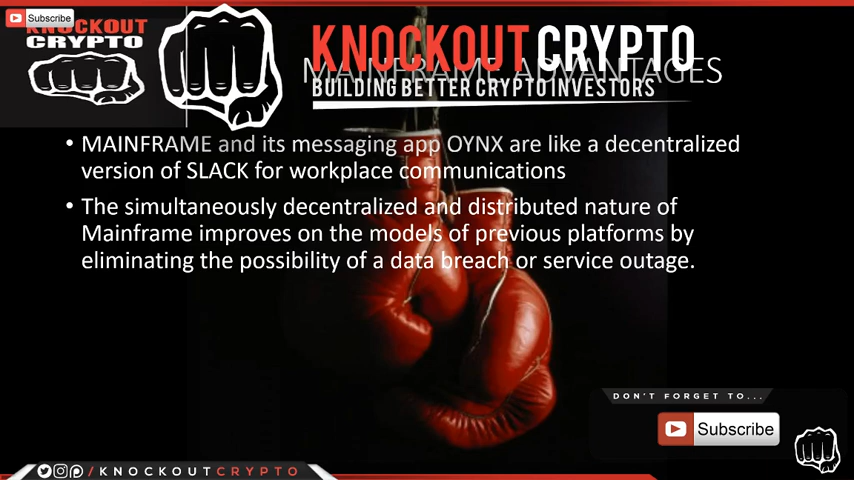 Subscribe
KNOCKOUT
CRYPTO
KNOCKOUT CRYPTO
MAINFRAME ADVANTAGES
BUILDING BETTER CRYPTO INVESTORS
• MAINFRAME and its messaging app OYNX are like a decentralized
version of SLACK for workplace communications
• The simultaneously decentralized and distributed nature of
Mainframe improves on the models of previous platforms by
eliminating the possibility of a data breach or service outage.
DON'T FORGET TO...
Subscribe
/KNOCKOUTCRYPTO